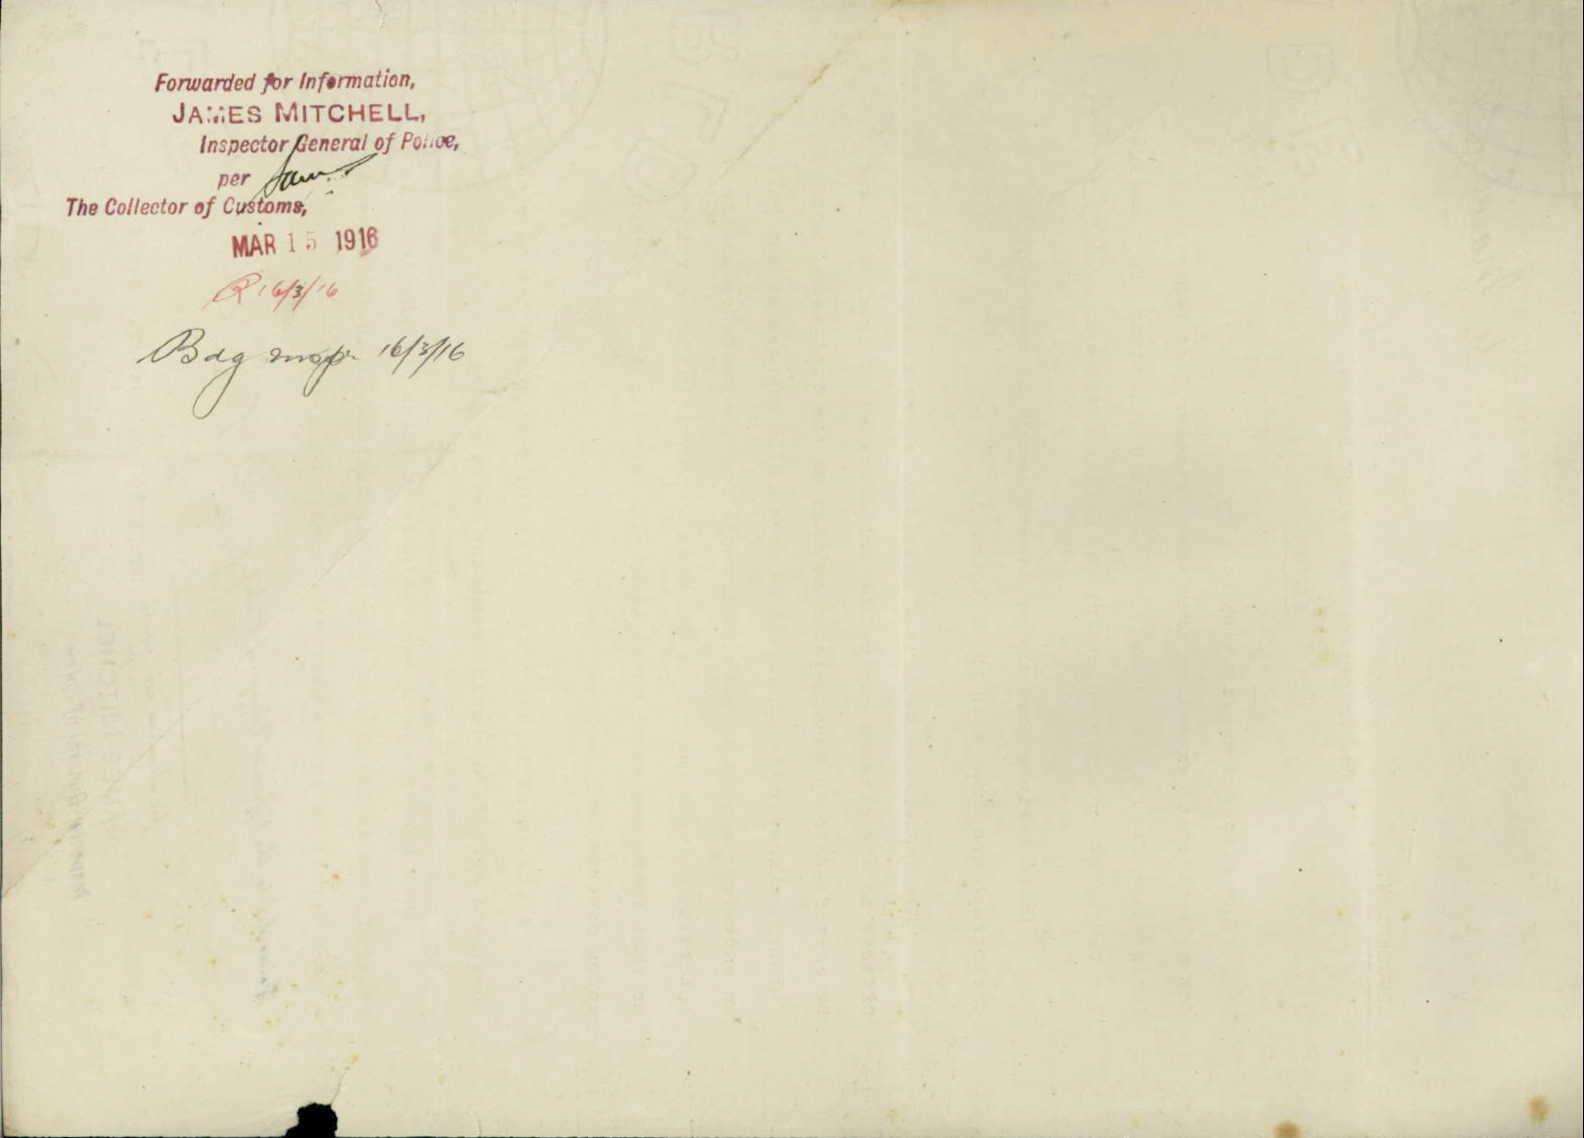 Forwarded for Information,
JAMES MITCHELL,
Inspector General of Police,
per
The Collector of Customs,
MAR 15 1916
R 16/3/16
Bdg 16/3/16